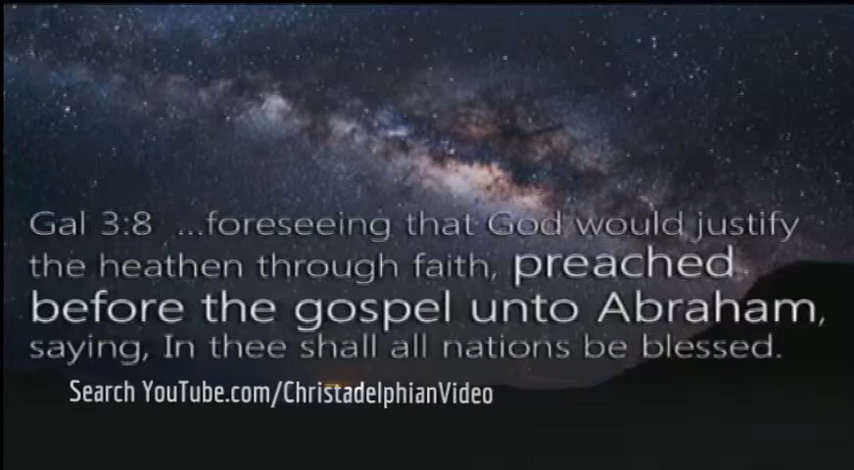 Gal 3:8 ...foreseeing that God would justify
the heathen through faith, preached
before the gospel unto Abraham,
saying, In thee shall all nations be blessed.
Search YouTube.com/ChristadelphianVideo